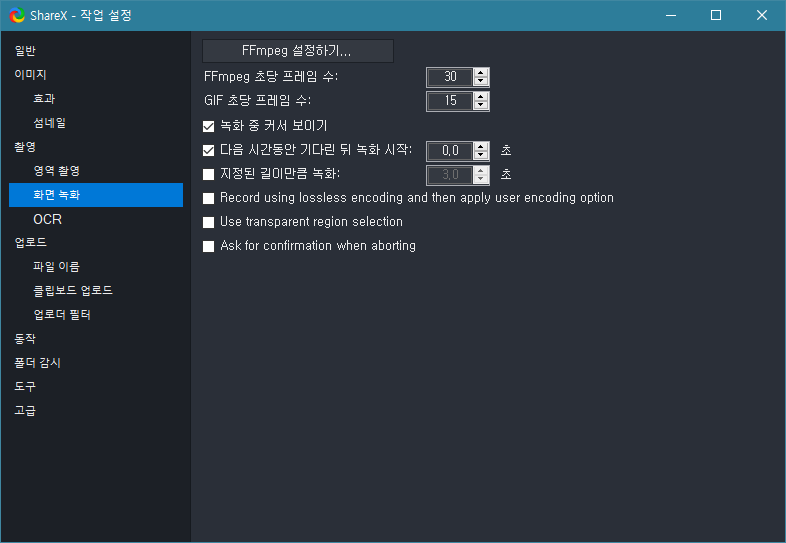 ShareX - 작업 설정
일반
이미지
효과
섬네일
촬영
영역 촬영
화면 녹화
OCR
업로드
파일 이름
클립보드 업로드
업로더 필터
동작
폴더 감시
도구
고급
FFmpeg 설정하기...
FFmpeg 초당 프레임 수: 30
GIF 초당 프레임 수: 15
녹화 중 커서 보이기
다음 시간동안 기다린 뒤 녹화 시작: 0.0 초
지정된 길이만큼 녹화: 3.0 초
Record using lossless encoding and then apply user encoding option
Use transparent region selection
Ask for confirmation when aborting